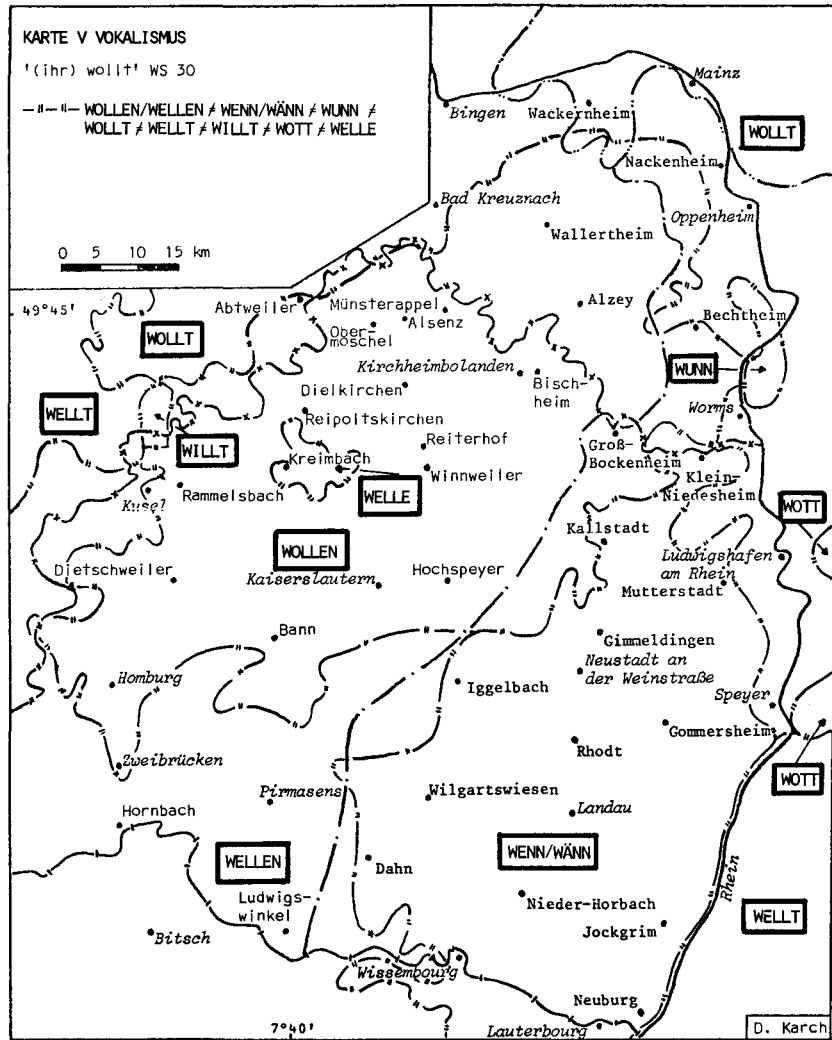 KARTE V VOKALISMUS
'(ihr) wollt' WS 30
WOLLEN/WELLEN ≠ WENN/WÄNN ≠ WUNN ≠
WOLLT ≠ WELLT ≠ WILLT ≠ WOTT ≠ WELLE
0 5 10 15 km
Mainz
Bingen
Wackernheim
WOLLT
Nackenheim
Bad Kreuznach
Oppenheim
Wallertheim
49°45'
Abtweiler
Münsterappel
Alsenz
Alzey
Ober-
moschel
Bechtheim
WOLLT
Kirchheimbolanden
Bisch-
heim
WUNN
Dielkirchen
WELLT
Reipoltskirchen
Worms
WILLT
Reiterhof
Groß-
Bockenheim
Kreimbach
Winnweiler
Klein-
Niedesheim
Kusel
Rammelsbach
WELLE
WOTT
Kallstadt
WOLLEN
Ludwigshafen
am Rhein
Dietschweiler
Kaiserslautern
Hochspeyer
Mutterstadt
Bann
Gimmeldingen
Homburg
Iggelbach
Neustadt an
der Weinstraße
Speyer
Gommersheim
Zweibrücken
Rhodt
WOTT
Pirmasens
Wilgartswiesen
Landau
Hornbach
WELLEN
Dahn
WENN/WÄNN
Rhein
Ludwigs-
winkel
Nieder-Horbach
WELLT
Bitsch
Jockgrim
Wissembourg
Neuburg
7°40'
Lauterbourg
D. Karch